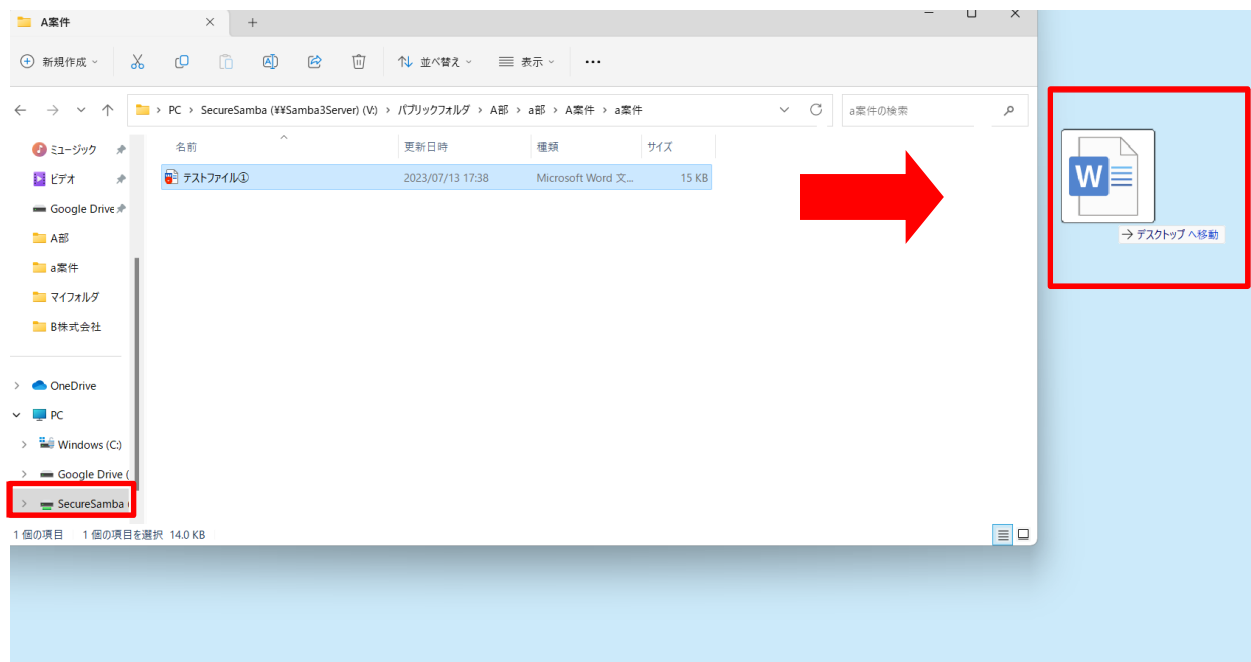 A案件
新規作成
並べ替え
表示
PC > SecureSamba (¥¥Samba3Server) (V:) > パブリックフォルダ > A部 > a部 > A案件 > a案件
a案件の検索
名前 更新日時 種類 サイズ
テストファイル① 2023/07/13 17:38 Microsoft Word 文... 15 KB
ミュージック
ビデオ
Google Drive
A部
a案件
マイフォルダ
B株式会社
OneDrive
PC
Windows (C:)
Google Drive (
SecureSamba (
1 個の項目 1 個の項目を選択 14.0 KB
W
→ デスクトップ へ移動